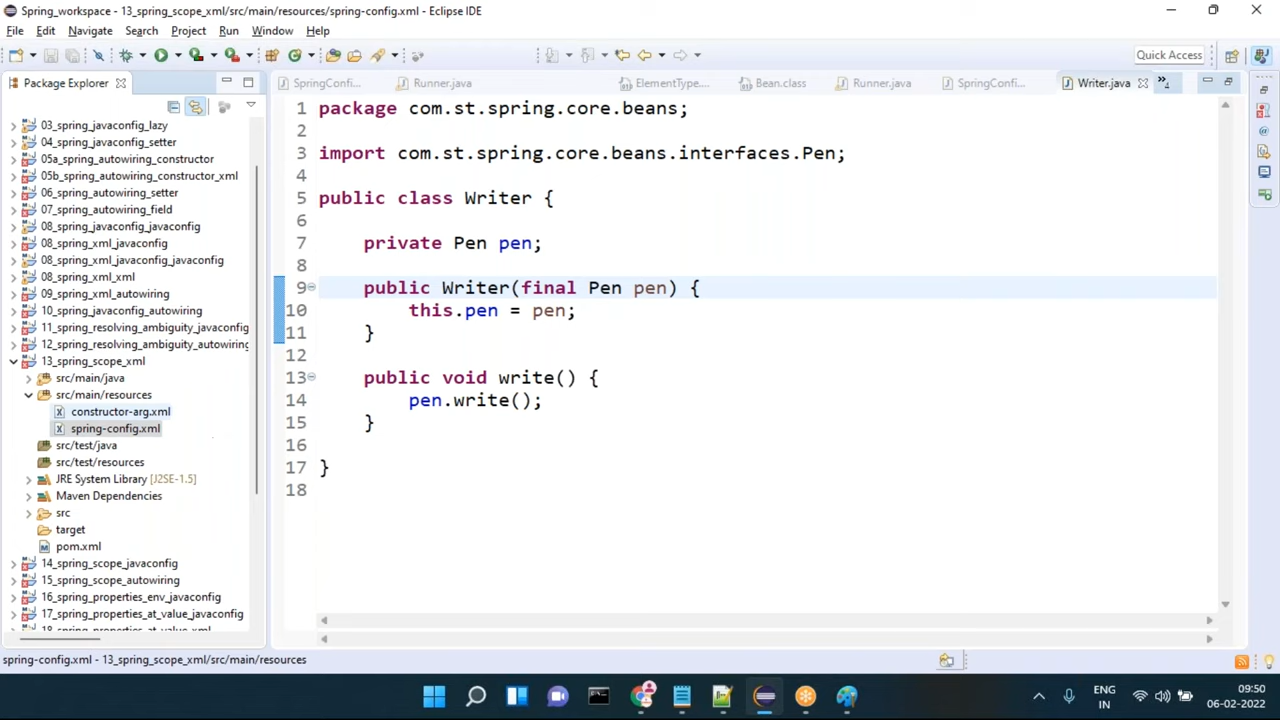 Spring_workspace - 13_spring_scope_xml/src/main/resources/spring-config.xml - Eclipse IDE
File Edit Navigate Search Project Run Window Help
Quick Access
Package Explorer
SpringConfi... Runner.java ElementType.... Bean.class Runner.java SpringConfi... Writer.java
03_spring_javaconfig_lazy
04_spring_javaconfig_setter
05a_spring_autowiring_constructor
05b_spring_autowiring_constructor_xml
06_spring_autowiring_setter
07_spring_autowiring_field
08_spring_javaconfig_javaconfig
08_spring_xml_javaconfig
08_spring_xml_javaconfig_javaconfig
08_spring_xml_xml
09_spring_xml_autowiring
10_spring_javaconfig_autowiring
11_spring_resolving_ambiguity_javaconfig
12_spring_resolving_ambiguity_autowiring
13_spring_scope_xml
src/main/java
src/main/resources
constructor-arg.xml
spring-config.xml
src/test/java
src/test/resources
JRE System Library [J2SE-1.5]
Maven Dependencies
src
target
pom.xml
14_spring_scope_javaconfig
15_spring_scope_autowiring
16_spring_properties_env_javaconfig
17_spring_properties_at_value_javaconfig
18_spring_properties_at_value_xml
1 package com.st.spring.core.beans;
2
3 import com.st.spring.core.beans.interfaces.Pen;
4
5 public class Writer {
6
7 private Pen pen;
8
9 public Writer(final Pen pen) {
10 this.pen = pen;
11 }
12
13 public void write() {
14 pen.write();
15 }
16
17 }
18
spring-config.xml - 13_spring_scope_xml/src/main/resources
ENG
IN
09:50
06-02-2022